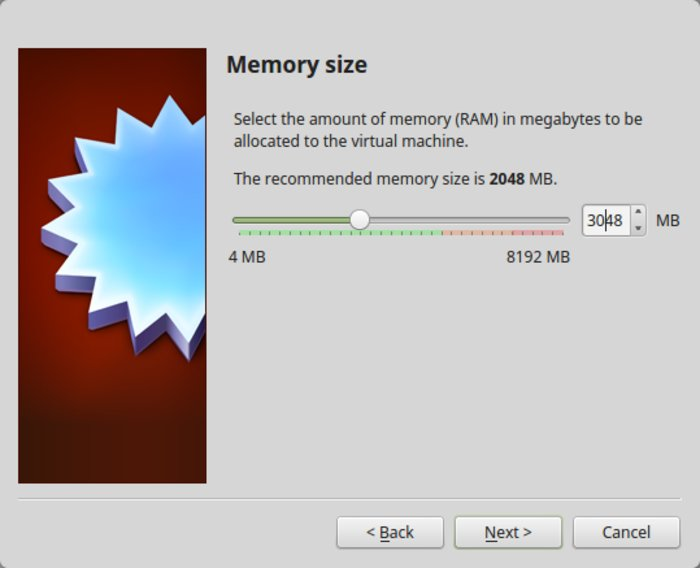 Memory size
Select the amount of memory (RAM) in megabytes to be
allocated to the virtual machine.
The recommended memory size is 2048 MB.
3048 MB
4 MB 8192 MB
< Back Next > Cancel